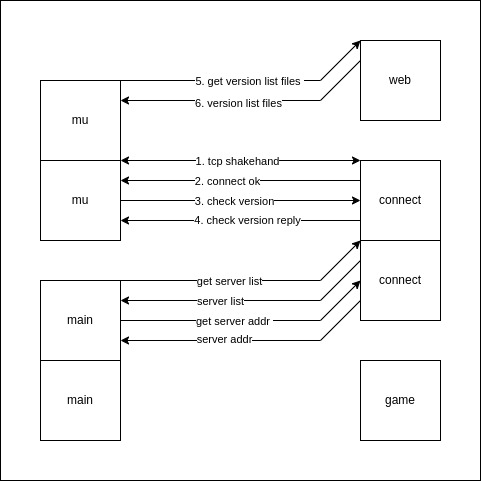 web
5. get version list files
6. version list files
mu
1. tcp shakehand
2. connect ok
mu
3. check version
connect
4. check version reply
get server list
server list
connect
main
get server addr
server addr
main
game